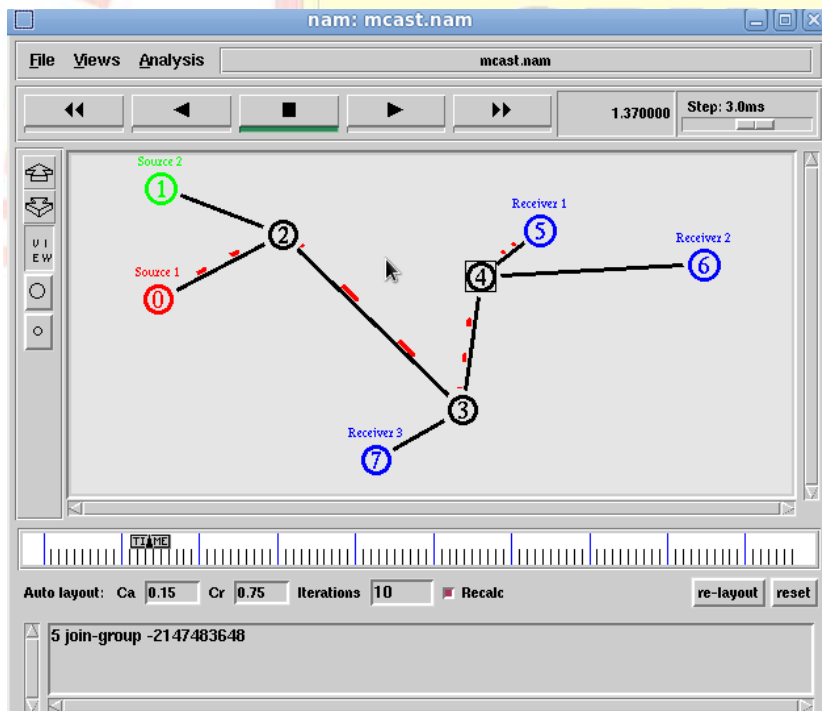 nam: mcast.nam
File Views Analysis mcast.nam
1.370000 Step: 3.0ms
VIEW
Source 2
1
2
Source 1
0
Receiver 1
5
Receiver 2
6
4
3
Receiver 3
7
TIME
Auto layout: Ca 0.15 Cr 0.75 Iterations 10 Recalc re-layout reset
5 join-group -2147483648